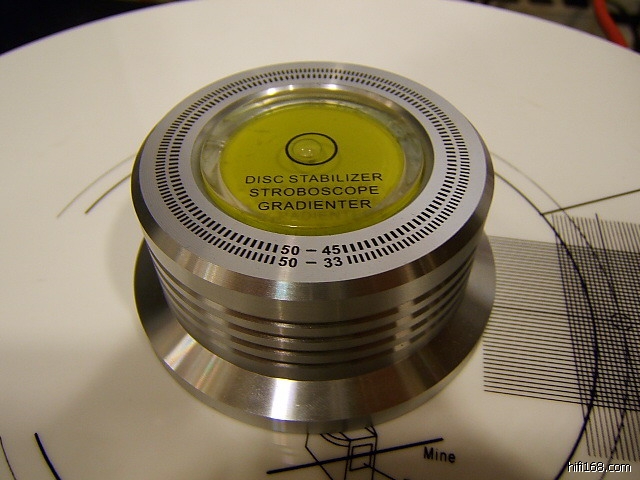 DISC STABILIZER
STROBOSCOPE
GRADIENTER
50 - 45
50 - 33
Mine
hifi168.com